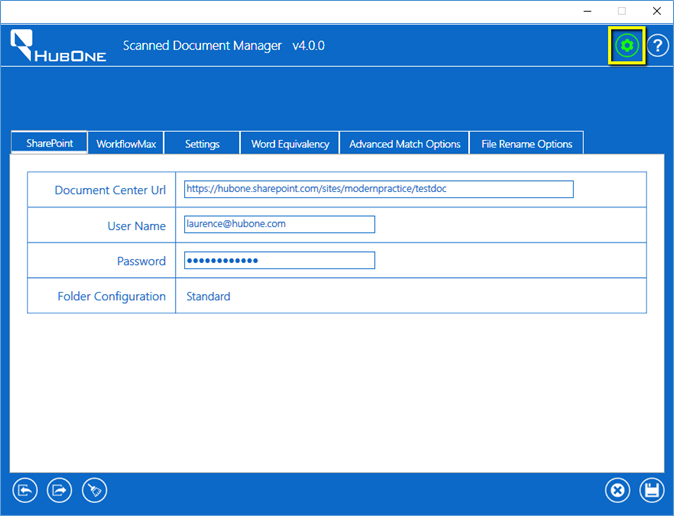 HUBONE
Scanned Document Manager v4.0.0
?
SharePoint WorkflowMax Settings Word Equivalency Advanced Match Options File Rename Options
Document Center Url https://hubone.sharepoint.com/sites/modernpractice/testdoc
User Name laurence@hubone.com
Password ●●●●●●●●●●●●
Folder Configuration Standard